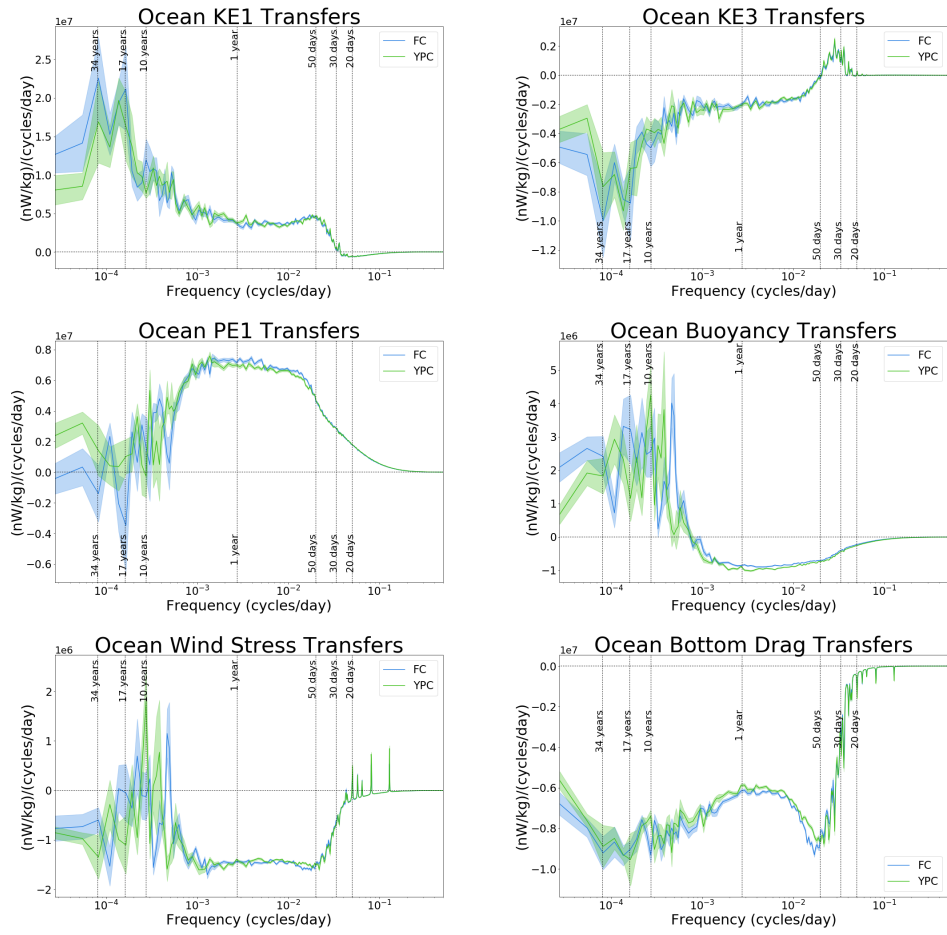 Ocean KE1 Transfers
1e7
(nW/kg)/(cycles/day)
2.5
2.0
1.5
1.0
0.5
0.0
34 years
17 years
10 years
1 year
50 days
30 days
20 days
FC
YPC
10⁻⁴
10⁻³
10⁻²
10⁻¹
Frequency (cycles/day)
Ocean KE3 Transfers
1e7
(nW/kg)/(cycles/day)
0.2
0.0
−0.2
−0.4
−0.6
−0.8
−1.0
−1.2
34 years
17 years
10 years
1 year
50 days
30 days
20 days
FC
YPC
10⁻⁴
10⁻³
10⁻²
10⁻¹
Frequency (cycles/day)
Ocean PE1 Transfers
1e7
(nW/kg)/(cycles/day)
0.8
0.6
0.4
0.2
0.0
−0.2
−0.4
−0.6
34 years
17 years
10 years
1 year
50 days
30 days
20 days
FC
YPC
10⁻⁴
10⁻³
10⁻²
10⁻¹
Frequency (cycles/day)
Ocean Buoyancy Transfers
1e6
(nW/kg)/(cycles/day)
5
4
3
2
1
0
−1
34 years
17 years
10 years
1 year
50 days
30 days
20 days
FC
YPC
10⁻⁴
10⁻³
10⁻²
10⁻¹
Frequency (cycles/day)
Ocean Wind Stress Transfers
1e6
(nW/kg)/(cycles/day)
2
1
0
−1
−2
34 years
17 years
10 years
1 year
50 days
30 days
20 days
FC
YPC
10⁻⁴
10⁻³
10⁻²
10⁻¹
Frequency (cycles/day)
Ocean Bottom Drag Transfers
1e7
(nW/kg)/(cycles/day)
0.0
−0.2
−0.4
−0.6
−0.8
−1.0
34 years
17 years
10 years
1 year
50 days
30 days
20 days
FC
YPC
10⁻⁴
10⁻³
10⁻²
10⁻¹
Frequency (cycles/day)